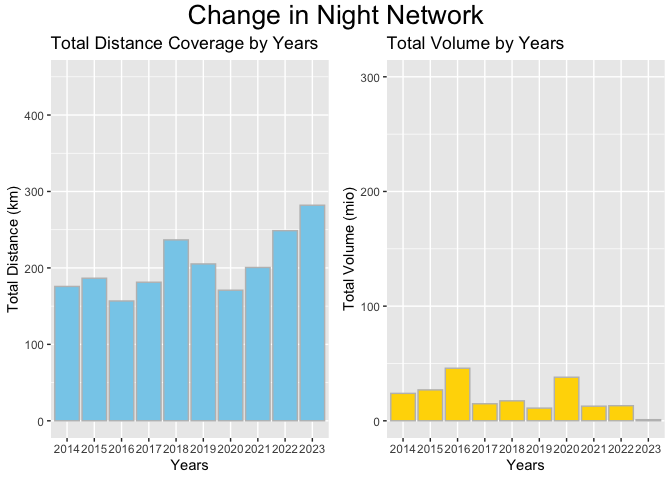 Change in Night Network
Total Distance Coverage by Years
Total Distance (km)
400
300
200
100
0
2014 2015 2016 2017 2018 2019 2020 2021 2022 2023
Years
Total Volume by Years
Total Volume (mio)
300
200
100
0
2014 2015 2016 2017 2018 2019 2020 2021 2022 2023
Years